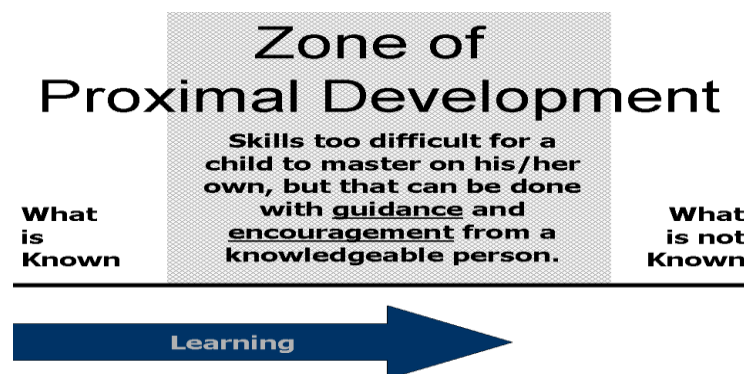 Zone of
Proximal Development
Skills too difficult for a
child to master on his/her
own, but that can be done
with guidance and
encouragement from a
knowledgeable person.
What
is
Known
What
is not
Known
Learning